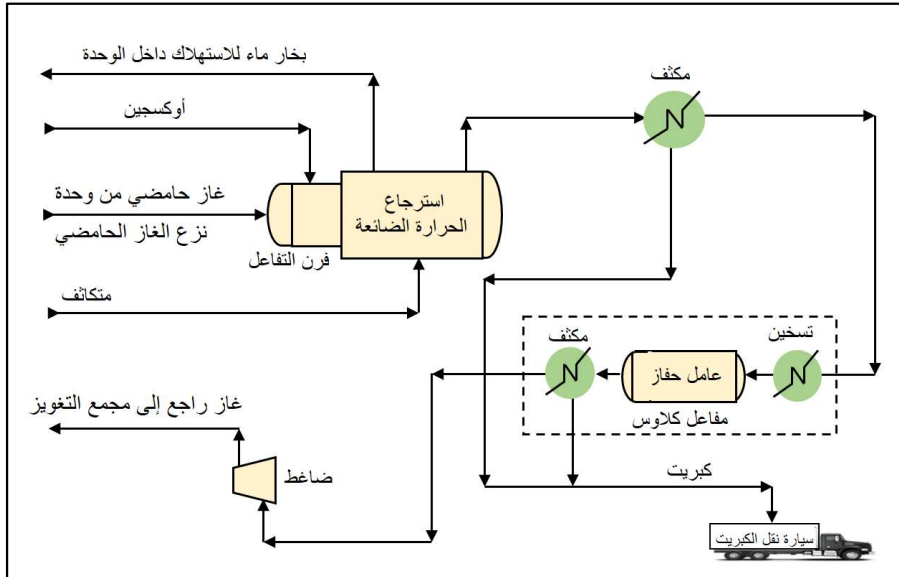 بخار ماء للاستهلاك داخل الوحدة
مكثف
أوكسجين
غاز حامضي من وحدة
نزع الغاز الحامضي
استرجاع
الحرارة الضائعة
فرن التفاعل
متكاثف
تسخين
مكثف
عامل حفاز
مفاعل كلاوس
غاز راجع إلى مجمع التغويز
ضاغط
كبريت
سيارة نقل الكبريت